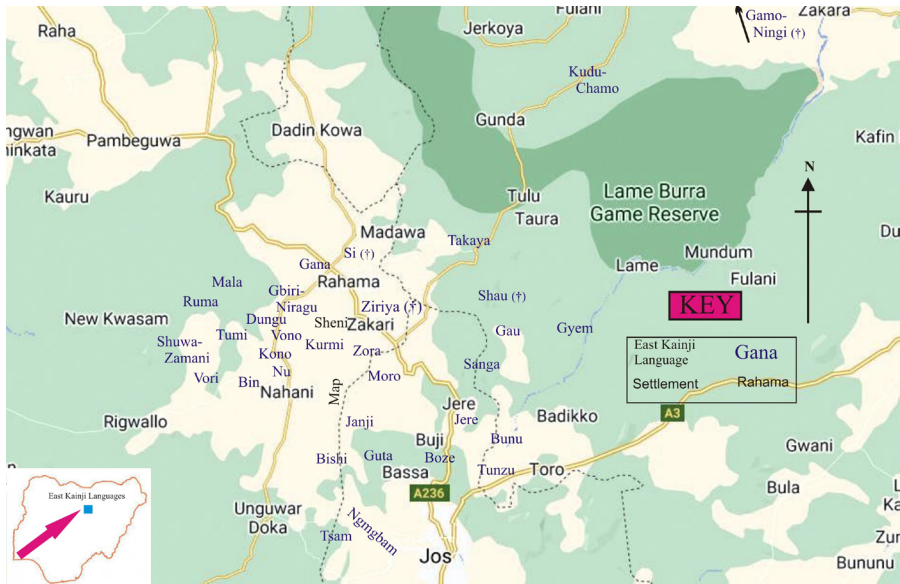 Fulani
Zakara
Gamo-
Ningi (†)
Raha
Jerkoya
Kudu-
Chamo
Gunda
ngwan
ninkata
Pambeguwa
Dadin Kowa
Kafin
Kauru
Tulu
Taura
Lame Burra
Game Reserve
N
Madawa
Takaya
Du
Si (†)
Gana
Mundum
Lame
Fulani
Rahama
Mala
Gbiri-
Niragu
Ruma
Ziriya (†)
Shau (†)
KEY
New Kwasam
Dungu
Sheni
Zakari
Gau
Gyem
Tumi
Vono
Shuwa-
Zamani
Kurmi
Zora
Kono
East Kainji
Language
Gana
Sanga
Vori
Bin
Nu
Moro
Settlement
Rahama
Nahani
Map
Jere
Jere
Badikko
A3
Rigwallo
Janji
Buji
Bunu
Gwani
Bishi
Guta
Boze
Bassa
Tunzu
Toro
A236
Bula
L
Ka
East Kainji Languages
Unguwar
Doka
Ngmgbam
Tsam
Jos
Zur
Bununu